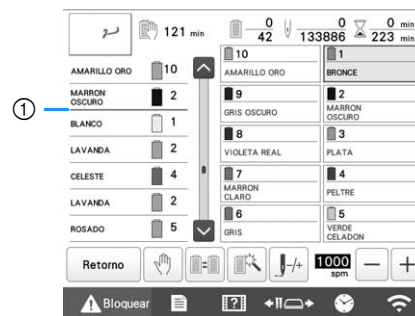 121 min
0
42
0
133886
0 min
223 min
10
AMARILLO ORO
1
BRONCE
AMARILLO ORO 10
MARRON
OSCURO 2
①
BLANCO 1
LAVANDA 2
CELESTE 4
LAVANDA 2
ROSADO 5
9
GRIS OSCURO
2
MARRON
OSCURO
8
VIOLETA REAL
3
PLATA
7
MARRON
CLARO
4
PELTRE
6
GRIS
5
VERDE
CELADON
Retorno
-/+
1000
spm
−
+
Bloquear
?